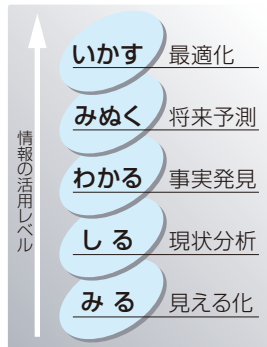 いかす 最適化
みぬく 将来予測
わかる 事実発見
しる 現状分析
みる 見える化
情報の活用レベル